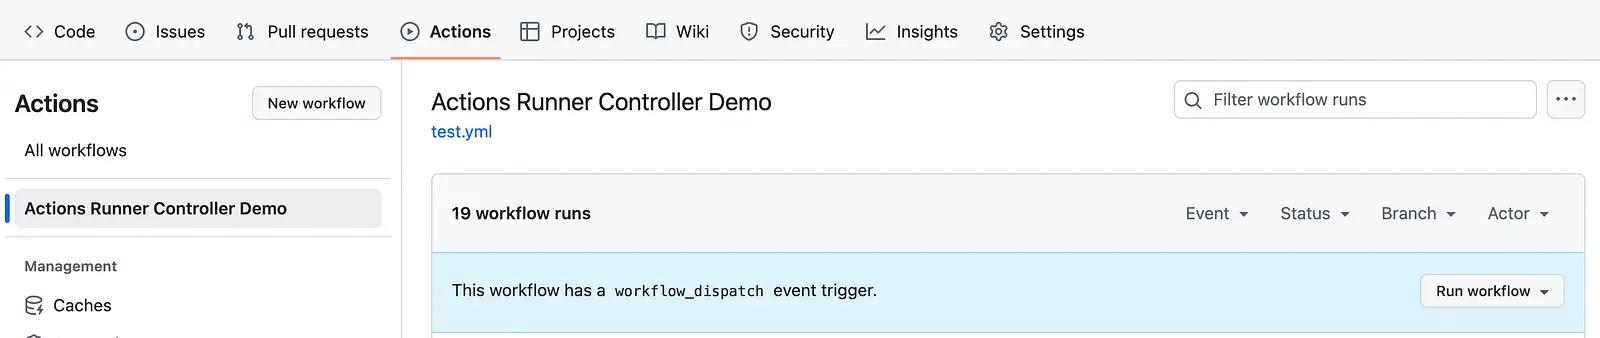 Code Issues Pull requests Actions Projects Wiki Security Insights Settings
Actions
New workflow
All workflows
Actions Runner Controller Demo
Management
Caches
Actions Runner Controller Demo
test.yml
Filter workflow runs
19 workflow runs
Event Status Branch Actor
This workflow has a workflow_dispatch event trigger.
Run workflow